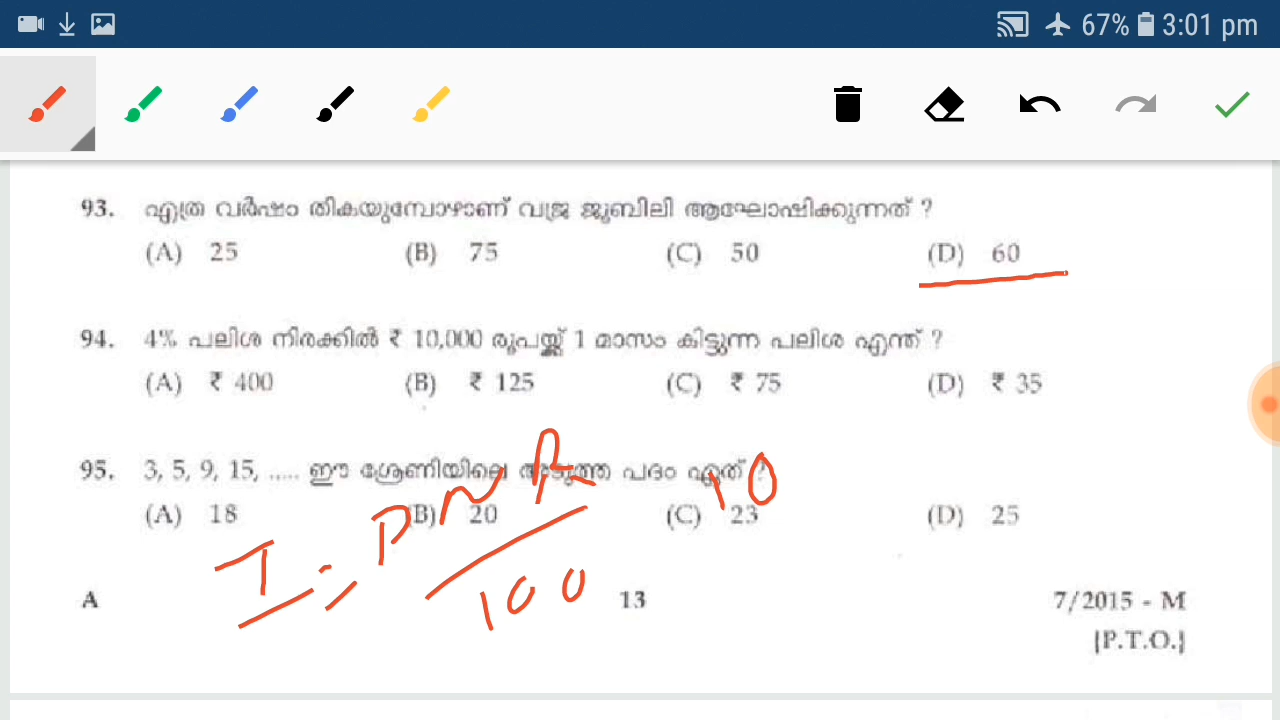 67% 3:01 pm
93. എത്ര വർഷം തികയുമ്പോഴാണ് വജ്ര ജൂബിലി ആഘോഷിക്കുന്നത് ?
(A) 25 (B) 75 (C) 50 (D) 60
94. 4% പലിശ നിരക്കിൽ ₹ 10,000 രൂപയ്ക്ക് 1 മാസം കിട്ടുന്ന പലിശ എന്ത് ?
(A) ₹ 400 (B) ₹ 125 (C) ₹ 75 (D) ₹ 35
95. 3, 5, 9, 15, ..... ഈ ശ്രേണിയിലെ അടുത്ത പദം ഏത് ?
(A) 18 (B) 20 (C) 23 (D) 25
I = PNR 10
100
A 13 7/2015 - M
[P.T.O.]